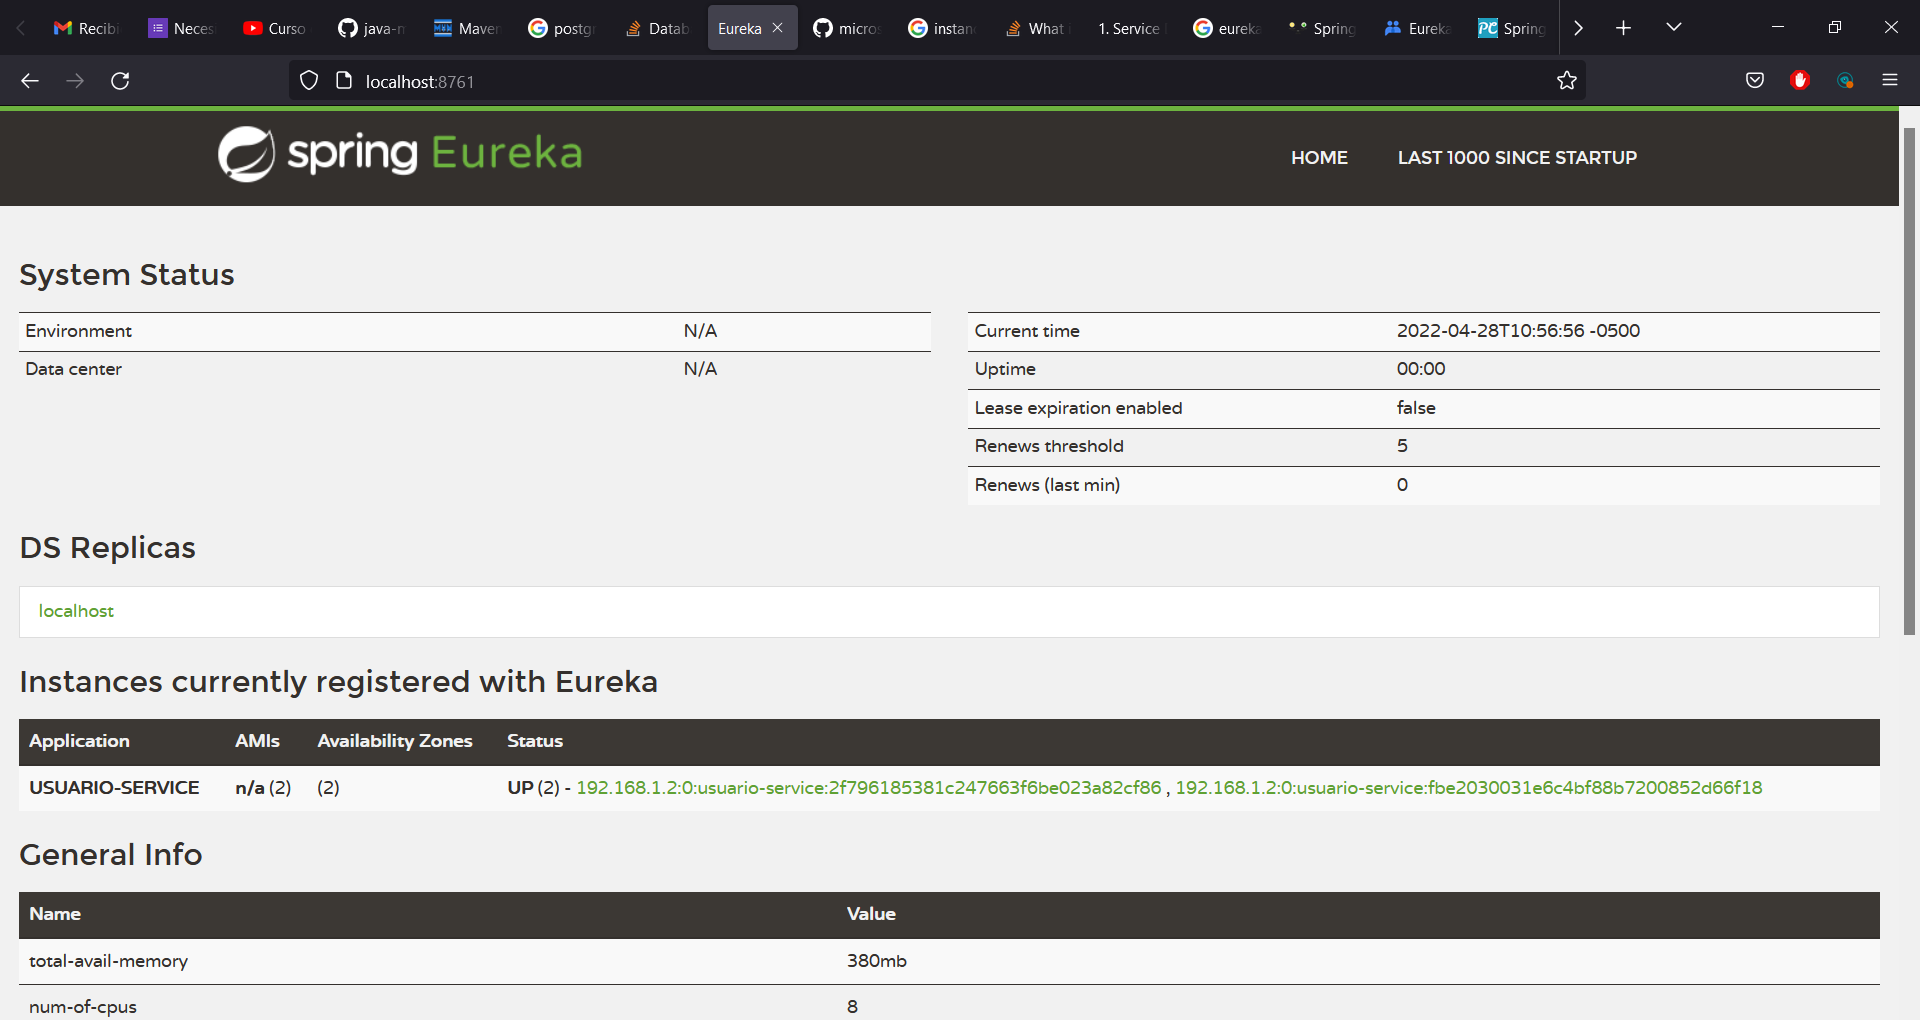 Recibi
Neces
Curso
java-m
Maven
postgr
Datab
Eureka
micros
instan
What i
1. Service
eureka
Spring
Eureka
PC Spring
localhost:8761
spring Eureka
HOME
LAST 1000 SINCE STARTUP
System Status
Environment N/A
Data center N/A
Current time 2022-04-28T10:56:56 -0500
Uptime 00:00
Lease expiration enabled false
Renews threshold 5
Renews (last min) 0
DS Replicas
localhost
Instances currently registered with Eureka
Application AMIs Availability Zones Status
USUARIO-SERVICE n/a (2) (2) UP (2) - 192.168.1.2:0:usuario-service:2f796185381c247663f6be023a82cf86 , 192.168.1.2:0:usuario-service:fbe2030031e6c4bf88b7200852d66f18
General Info
Name Value
total-avail-memory 380mb
num-of-cpus 8